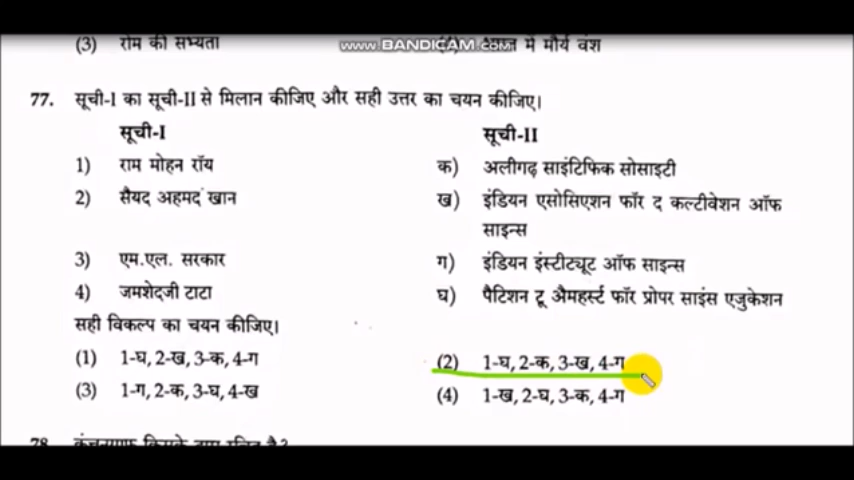 (3) रोम की सभ्यता
www.BANDICAM.com
में मौर्य वंश
77. सूची-I का सूची-II से मिलान कीजिए और सही उत्तर का चयन कीजिए।
सूची-I सूची-II
1) राम मोहन रॉय क) अलीगढ़ साइंटिफिक सोसाइटी
2) सैयद अहमद खान ख) इंडियन एसोसिएशन फॉर द कल्टीवेशन ऑफ
साइन्स
3) एम.एल. सरकार ग) इंडियन इंस्टीट्यूट ऑफ साइन्स
4) जमशेदजी टाटा घ) पैटिशन टू अैमहर्स्ट फॉर प्रोपर साइंस एजुकेशन
सही विकल्प का चयन कीजिए।
(1) 1-घ, 2-ख, 3-क, 4-ग (2) 1-घ, 2-क, 3-ख, 4-ग
(3) 1-ग, 2-क, 3-घ, 4-ख (4) 1-ख, 2-घ, 3-क, 4-ग
78.